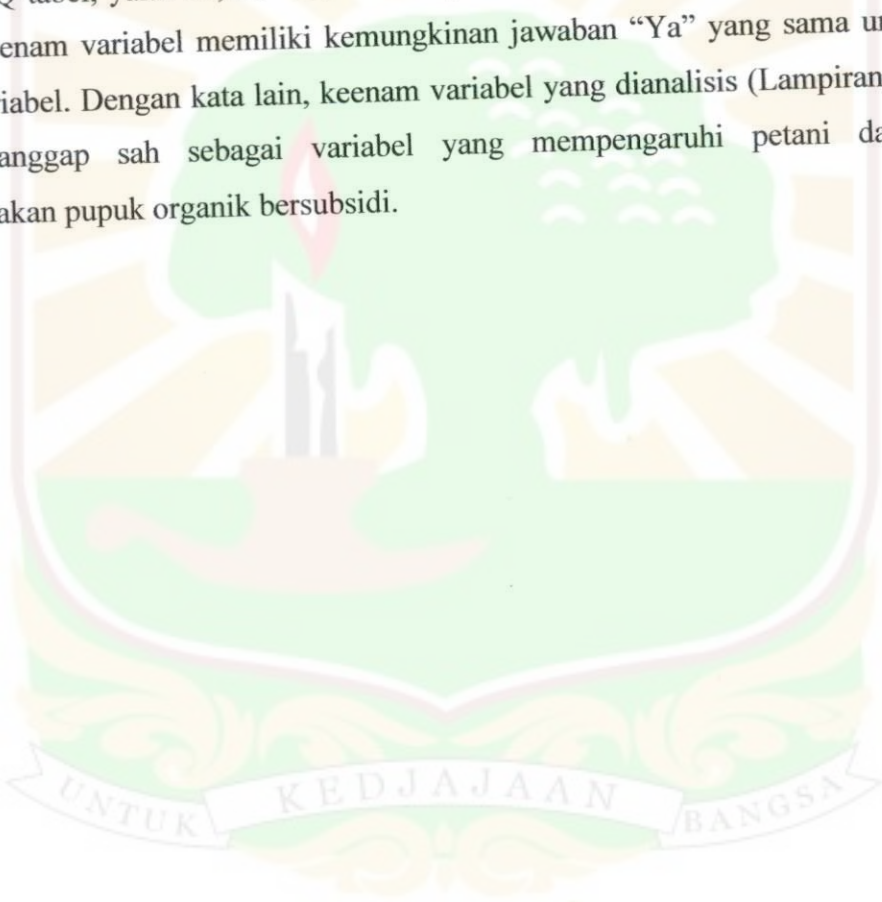 enam variabel memiliki kemungkinan jawaban “Ya” yang sama
iabel. Dengan kata lain, keenam variabel yang dianalisis (Lampiran
anggap sah sebagai variabel yang mempengaruhi petani da
akan pupuk organik bersubsidi.
UNTUK KEDJAJAAN BANGSA